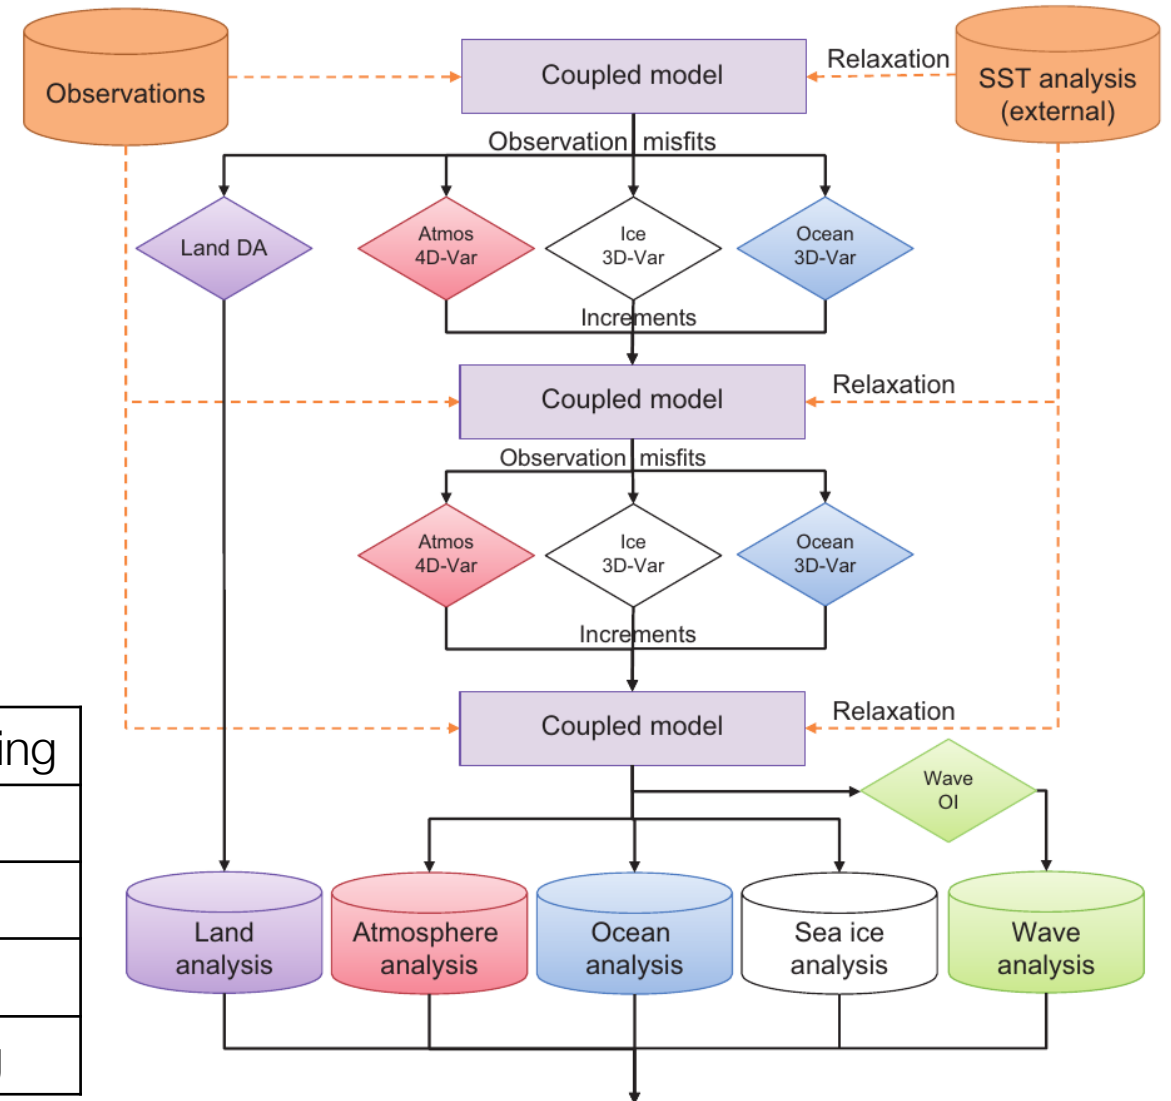 Observations
Coupled model
Relaxation
SST analysis
(external)
Observation misfits
Land DA
Atmos
4D-Var
Ice
3D-Var
Ocean
3D-Var
Increments
Coupled model
Relaxation
Observation misfits
Atmos
4D-Var
Ice
3D-Var
Ocean
3D-Var
Increments
Coupled model
Relaxation
ing
Wave
OI
Land
analysis
Atmosphere
analysis
Ocean
analysis
Sea ice
analysis
Wave
analysis